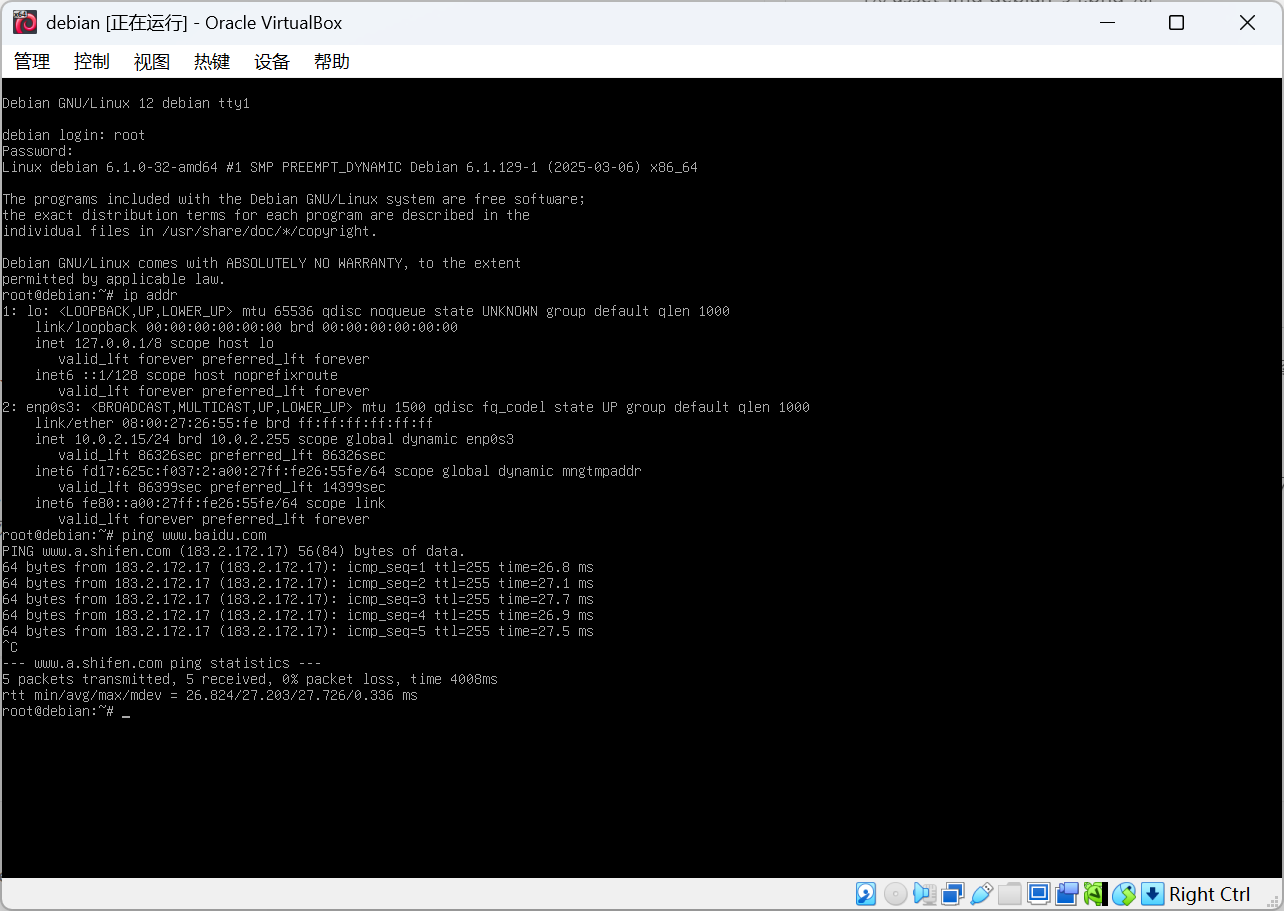 debian [正在运行] - Oracle VirtualBox
管理 控制 视图 热键 设备 帮助
Debian GNU/Linux 12 debian tty1
debian login: root
Password:
Linux debian 6.1.0-32-amd64 #1 SMP PREEMPT_DYNAMIC Debian 6.1.129-1 (2025-03-06) x86_64
The programs included with the Debian GNU/Linux system are free software;
the exact distribution terms for each program are described in the
individual files in /usr/share/doc/*/copyright.
Debian GNU/Linux comes with ABSOLUTELY NO WARRANTY, to the extent
permitted by applicable law.
root@debian:~# ip addr
1: lo: <LOOPBACK,UP,LOWER_UP> mtu 65536 qdisc noqueue state UNKNOWN group default qlen 1000
    link/loopback 00:00:00:00:00:00 brd 00:00:00:00:00:00
    inet 127.0.0.1/8 scope host lo
       valid_lft forever preferred_lft forever
    inet6 ::1/128 scope host noprefixroute
       valid_lft forever preferred_lft forever
2: enp0s3: <BROADCAST,MULTICAST,UP,LOWER_UP> mtu 1500 qdisc fq_codel state UP group default qlen 1000
    link/ether 08:00:27:26:55:fe brd ff:ff:ff:ff:ff:ff
    inet 10.0.2.15/24 brd 10.0.2.255 scope global dynamic enp0s3
       valid_lft 86326sec preferred_lft 86326sec
    inet6 fd17:625c:f037:2:a00:27ff:fe26:55fe/64 scope global dynamic mngtmpaddr
       valid_lft 86399sec preferred_lft 14399sec
    inet6 fe80::a00:27ff:fe26:55fe/64 scope link
       valid_lft forever preferred_lft forever
root@debian:~# ping www.baidu.com
PING www.a.shifen.com (183.2.172.17) 56(84) bytes of data.
64 bytes from 183.2.172.17 (183.2.172.17): icmp_seq=1 ttl=255 time=26.8 ms
64 bytes from 183.2.172.17 (183.2.172.17): icmp_seq=2 ttl=255 time=27.1 ms
64 bytes from 183.2.172.17 (183.2.172.17): icmp_seq=3 ttl=255 time=27.7 ms
64 bytes from 183.2.172.17 (183.2.172.17): icmp_seq=4 ttl=255 time=26.9 ms
64 bytes from 183.2.172.17 (183.2.172.17): icmp_seq=5 ttl=255 time=27.5 ms
^C
--- www.a.shifen.com ping statistics ---
5 packets transmitted, 5 received, 0% packet loss, time 4008ms
rtt min/avg/max/mdev = 26.824/27.203/27.726/0.336 ms
root@debian:~# _
Right Ctrl